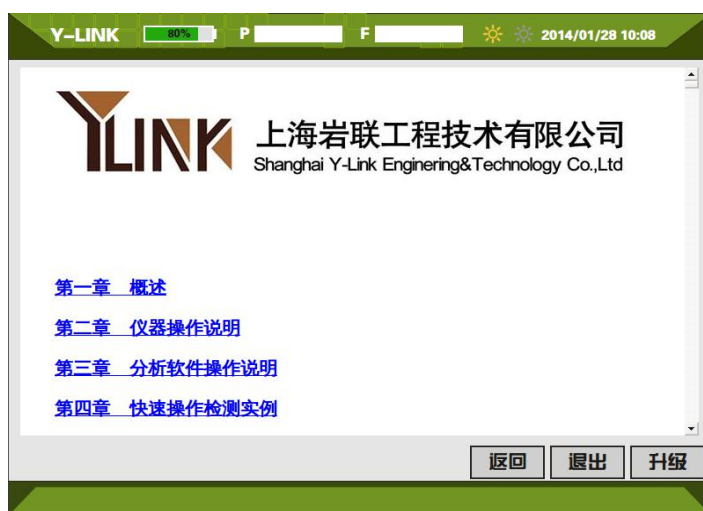 Y-LINK 80% P F 2014/01/28 10:08
YLINK
上海岩联工程技术有限公司
Shanghai Y-Link Enginering&Technology Co.,Ltd
第一章 概述
第二章 仪器操作说明
第三章 分析软件操作说明
第四章 快速操作检测实例
返回 退出 升级